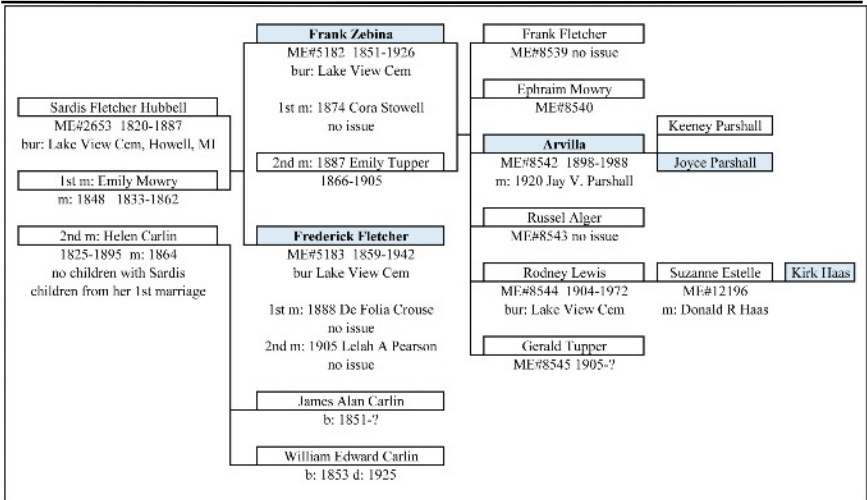 Sardis Fletcher Hubbell
ME#2653 1820-1887
bur: Lake View Cem, Howell, MI
1st m: Emily Mowry
m: 1848 1833-1862
2nd m: Helen Carlin
1825-1895 m: 1864
no children with Sardis
children from her 1st marriage
Frank Zebina
ME#5182 1851-1926
bur: Lake View Cem
1st m: 1874 Cora Stowell
no issue
2nd m: 1887 Emily Tupper
1866-1905
Frederick Fletcher
ME#5183 1859-1942
bur Lake View Cem
1st m: 1888 De Folia Crouse
no issue
2nd m: 1905 Lelah A Pearson
no issue
James Alan Carlin
b: 1851-?
William Edward Carlin
b: 1853 d: 1925
Frank Fletcher
ME#8539 no issue
Ephraim Mowry
ME#8540
Arvilla
ME#8542 1898-1988
m: 1920 Jay V. Parshall
Russel Alger
ME#8543 no issue
Rodney Lewis
ME#8544 1904-1972
bur: Lake View Cem
Gerald Tupper
ME#8545 1905-?
Keeney Parshall
Joyce Parshall
Suzanne Estelle
ME#12196
m: Donald R Haas
Kirk Haas